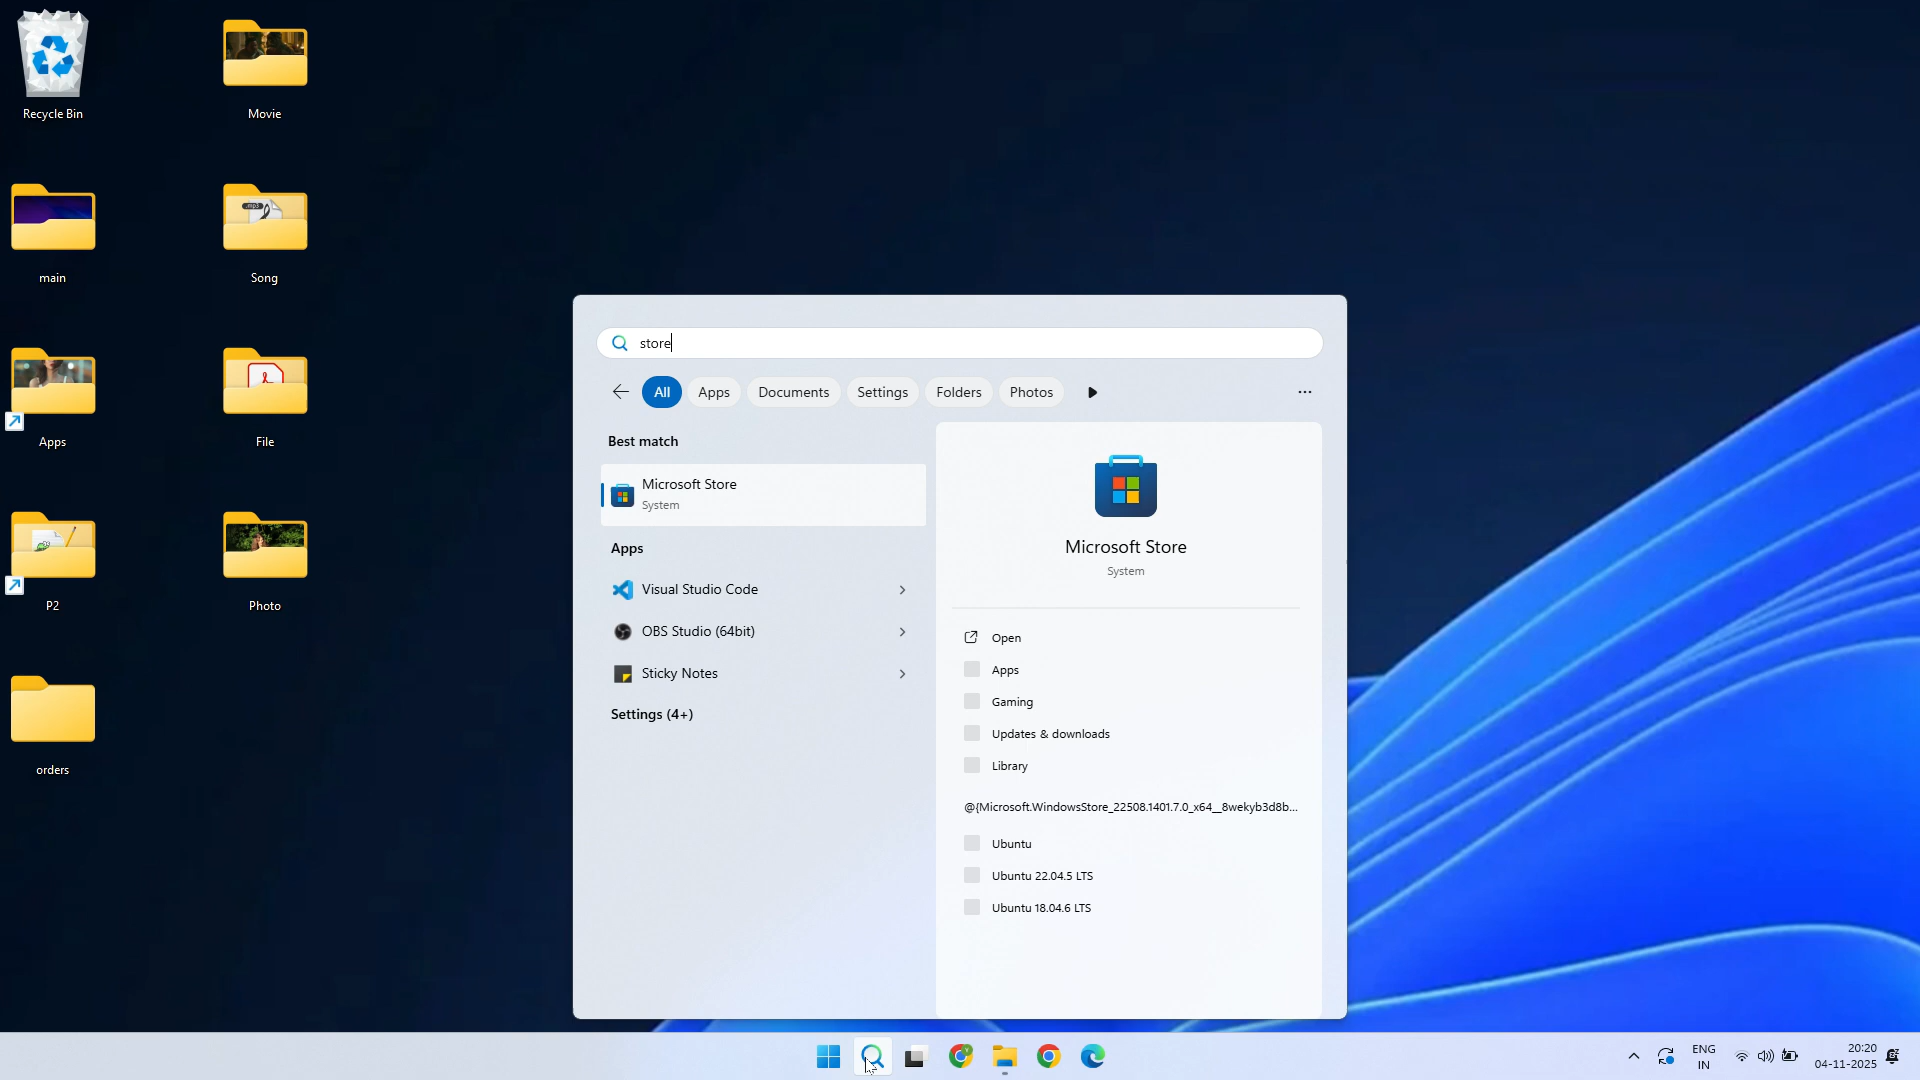 Recycle Bin
Movie
main
Song
Apps
File
P2
Photo
orders
store
All
Apps
Documents
Settings
Folders
Photos
Best match
Microsoft Store
System
Apps
Visual Studio Code
OBS Studio (64bit)
Sticky Notes
Settings (4+)
Microsoft Store
System
Open
Apps
Gaming
Updates & downloads
Library
@{Microsoft.WindowsStore_22508.1401.7.0_x64__8wekyb3d8b...
Ubuntu
Ubuntu 22.04.5 LTS
Ubuntu 18.04.6 LTS
ENG
IN
20:20
04-11-2025